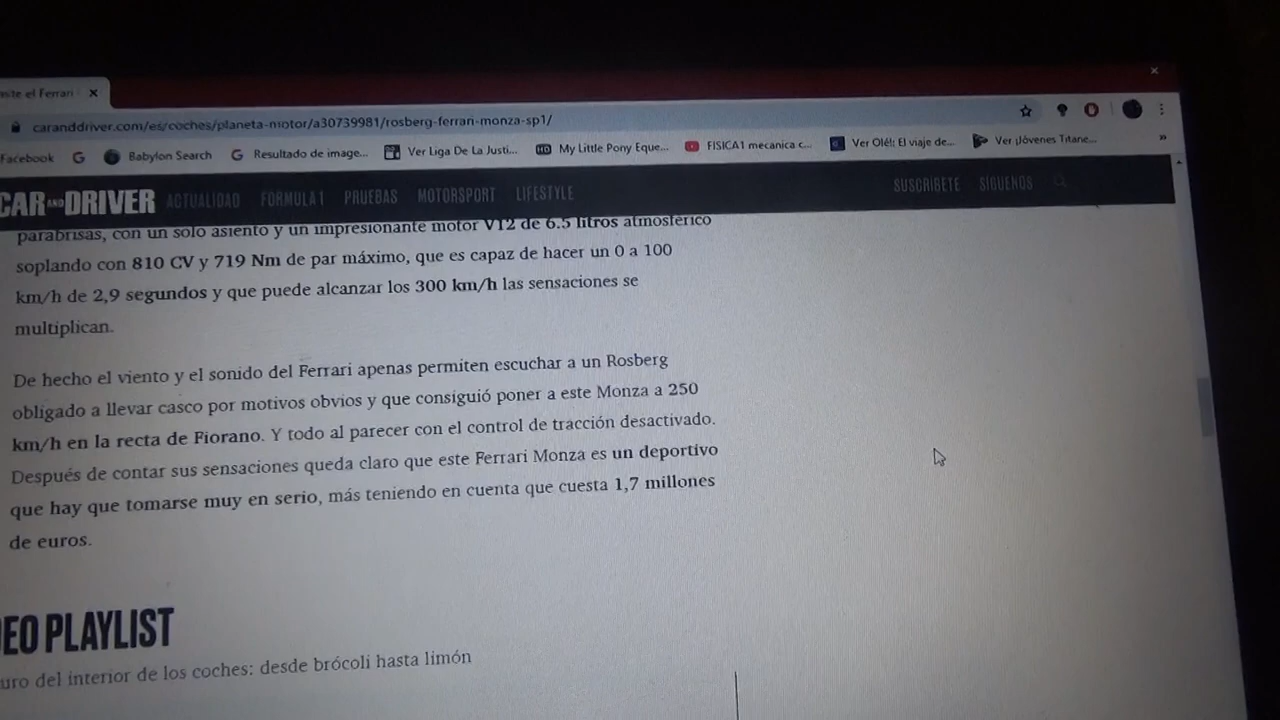 site el Ferrari
caranddriver.com/es/coches/planeta-motor/a30739981/rosberg-ferrari-monza-sp1/
Facebook Babylon Search Resultado de image... Ver Liga De La Justi... My Little Pony Eque... FISICA1 mecanica c... Ver Olé!: El viaje de... Ver ¡Jóvenes Titane... »
CAR AND DRIVER ACTUALIDAD FÓRMULA 1 PRUEBAS MOTORSPORT LIFESTYLE SUSCRÍBETE SÍGUENOS
parabrisas, con un solo asiento y un impresionante motor V12 de 6.5 litros atmosférico
soplando con 810 CV y 719 Nm de par máximo, que es capaz de hacer un 0 a 100
km/h de 2,9 segundos y que puede alcanzar los 300 km/h las sensaciones se
multiplican.
De hecho el viento y el sonido del Ferrari apenas permiten escuchar a un Rosberg
obligado a llevar casco por motivos obvios y que consiguió poner a este Monza a 250
km/h en la recta de Fiorano. Y todo al parecer con el control de tracción desactivado.
Después de contar sus sensaciones queda claro que este Ferrari Monza es un deportivo
que hay que tomarse muy en serio, más teniendo en cuenta que cuesta 1,7 millones
de euros.
DEO PLAYLIST
uro del interior de los coches: desde brócoli hasta limón